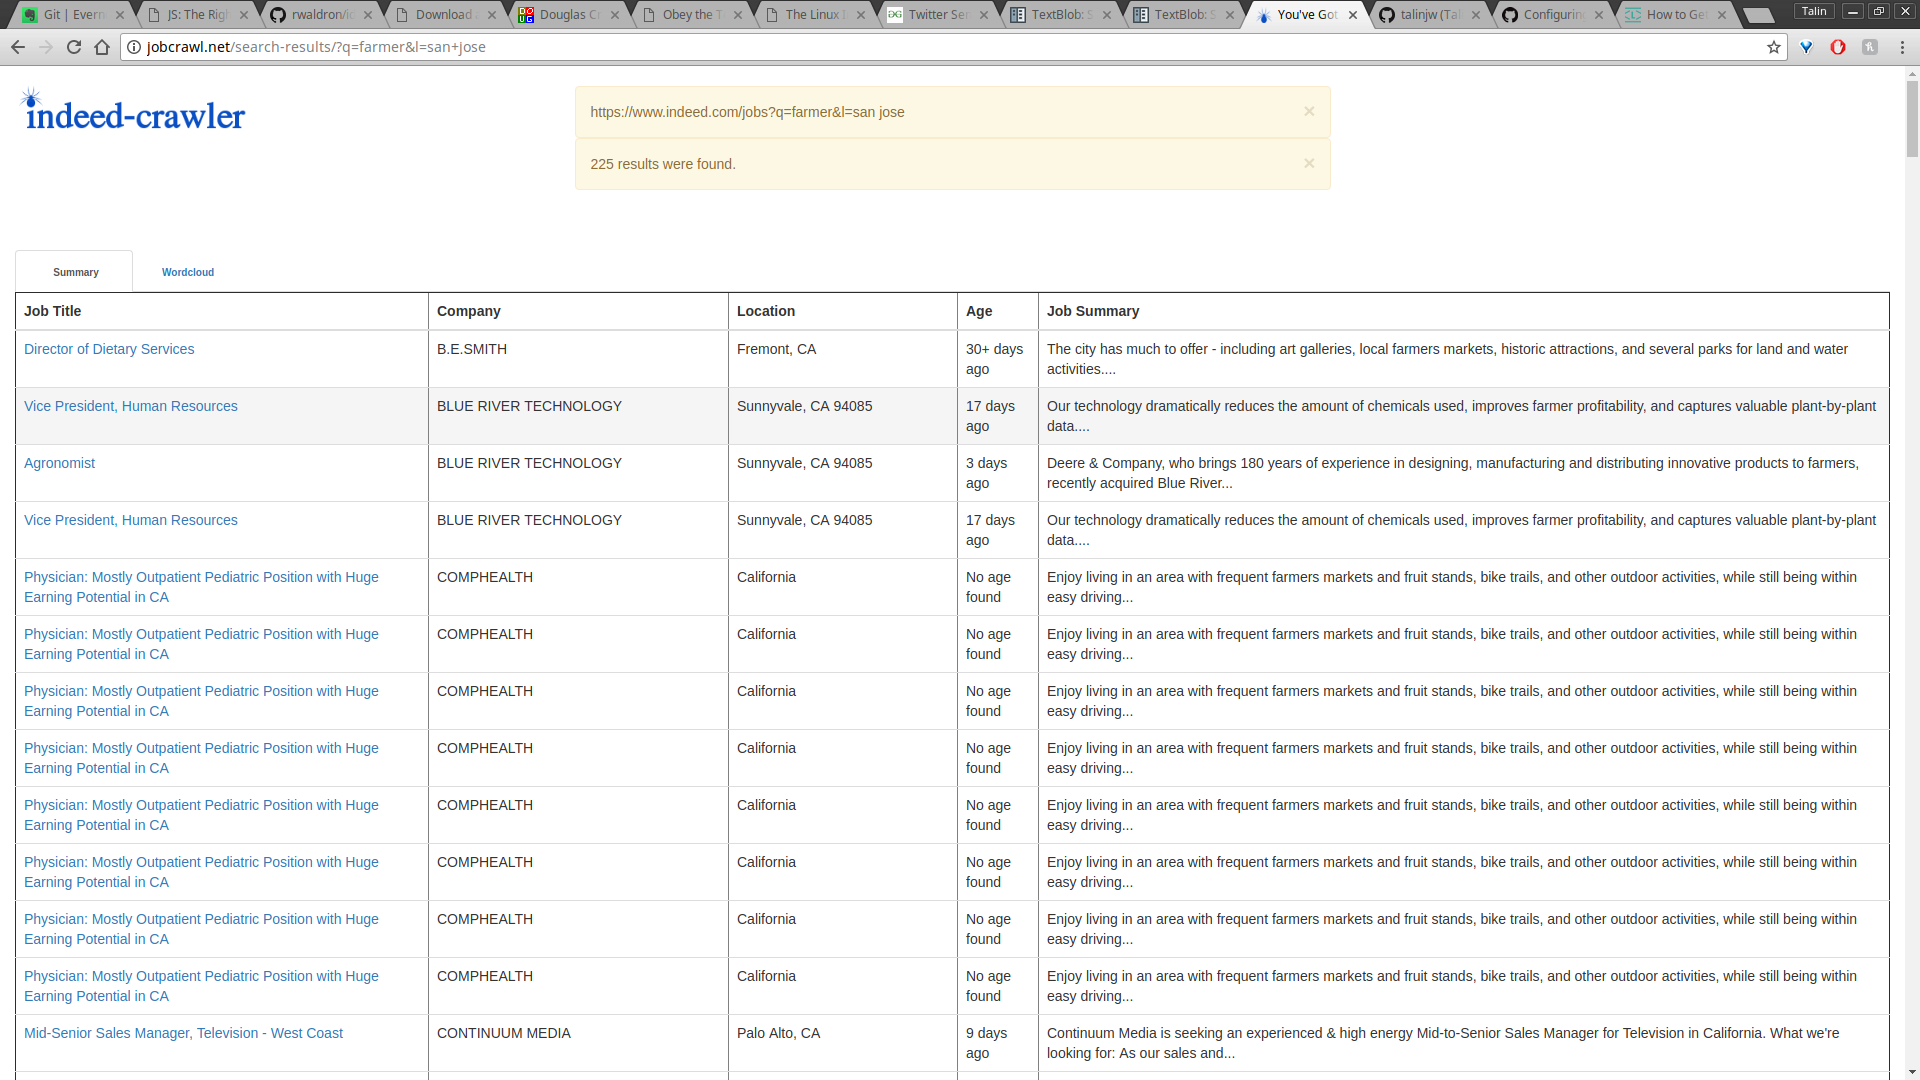 Git | Evern
JS: The Rig
rwaldron/i
Download
Douglas C
Obey the T
The Linux
Twitter Se
TextBlob: S
TextBlob: S
You've Got
talinjw (Ta
Configurin
How to Ge
Talin
jobcrawl.net/search-results/?q=farmer&l=san+jose
indeed-crawler
https://www.indeed.com/jobs?q=farmer&l=san jose
×
225 results were found.
×
Summary
Wordcloud
Job Title Company Location Age Job Summary
Director of Dietary Services B.E.SMITH Fremont, CA 30+ days The city has much to offer - including art galleries, local farmers markets, historic attractions, and several parks for land and water
ago activities....
Vice President, Human Resources BLUE RIVER TECHNOLOGY Sunnyvale, CA 94085 17 days Our technology dramatically reduces the amount of chemicals used, improves farmer profitability, and captures valuable plant-by-plant
ago data....
Agronomist BLUE RIVER TECHNOLOGY Sunnyvale, CA 94085 3 days Deere & Company, who brings 180 years of experience in designing, manufacturing and distributing innovative products to farmers,
ago recently acquired Blue River...
Vice President, Human Resources BLUE RIVER TECHNOLOGY Sunnyvale, CA 94085 17 days Our technology dramatically reduces the amount of chemicals used, improves farmer profitability, and captures valuable plant-by-plant
ago data....
Physician: Mostly Outpatient Pediatric Position with Huge COMPHEALTH California No age Enjoy living in an area with frequent farmers markets and fruit stands, bike trails, and other outdoor activities, while still being within
Earning Potential in CA found easy driving...
Physician: Mostly Outpatient Pediatric Position with Huge COMPHEALTH California No age Enjoy living in an area with frequent farmers markets and fruit stands, bike trails, and other outdoor activities, while still being within
Earning Potential in CA found easy driving...
Physician: Mostly Outpatient Pediatric Position with Huge COMPHEALTH California No age Enjoy living in an area with frequent farmers markets and fruit stands, bike trails, and other outdoor activities, while still being within
Earning Potential in CA found easy driving...
Physician: Mostly Outpatient Pediatric Position with Huge COMPHEALTH California No age Enjoy living in an area with frequent farmers markets and fruit stands, bike trails, and other outdoor activities, while still being within
Earning Potential in CA found easy driving...
Physician: Mostly Outpatient Pediatric Position with Huge COMPHEALTH California No age Enjoy living in an area with frequent farmers markets and fruit stands, bike trails, and other outdoor activities, while still being within
Earning Potential in CA found easy driving...
Physician: Mostly Outpatient Pediatric Position with Huge COMPHEALTH California No age Enjoy living in an area with frequent farmers markets and fruit stands, bike trails, and other outdoor activities, while still being within
Earning Potential in CA found easy driving...
Physician: Mostly Outpatient Pediatric Position with Huge COMPHEALTH California No age Enjoy living in an area with frequent farmers markets and fruit stands, bike trails, and other outdoor activities, while still being within
Earning Potential in CA found easy driving...
Physician: Mostly Outpatient Pediatric Position with Huge COMPHEALTH California No age Enjoy living in an area with frequent farmers markets and fruit stands, bike trails, and other outdoor activities, while still being within
Earning Potential in CA found easy driving...
Mid-Senior Sales Manager, Television - West Coast CONTINUUM MEDIA Palo Alto, CA 9 days Continuum Media is seeking an experienced & high energy Mid-to-Senior Sales Manager for Television in California. What we're
ago looking for: As our sales and...